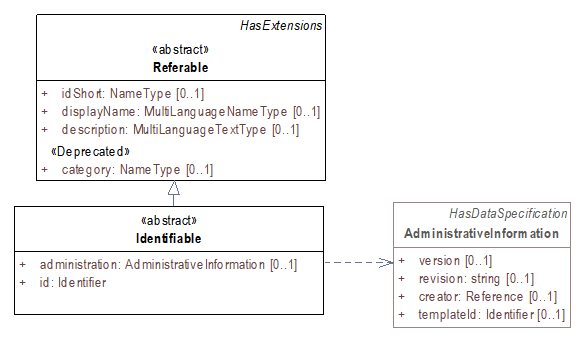 HasExtensions
«abstract»
Referable
+ idShort: NameType [0..1]
+ displayName: MultiLanguageNameType [0..1]
+ description: MultiLanguageTextType [0..1]
«Deprecated»
+ category: NameType [0..1]
«abstract»
Identifiable
+ administration: AdministrativeInformation [0..1]
+ id: Identifier
HasDataSpecification
AdministrativeInformation
+ version [0..1]
+ revision: string [0..1]
+ creator: Reference [0..1]
+ templateId: Identifier [0..1]